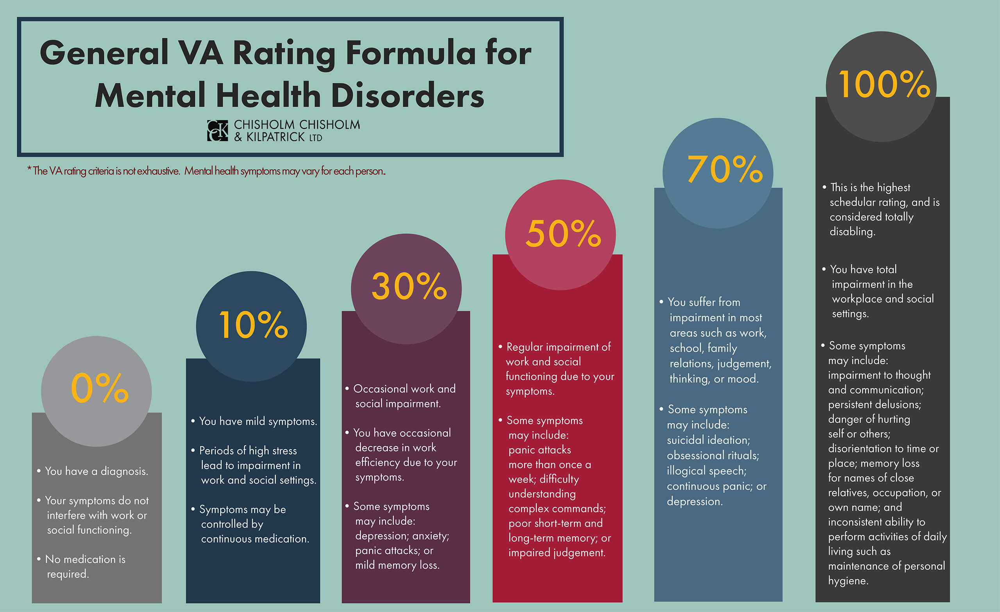 General VA Rating Formula for
Mental Health Disorders
CCK CHISHOLM CHISHOLM
& KILPATRICK LTD
* The VA rating criteria is not exhaustive. Mental health symptoms may vary for each person..
0%
• You have a diagnosis.
• Your symptoms do not
interfere with work or
social functioning.
• No medication is
required.
10%
• You have mild symptoms.
• Periods of high stress
lead to impairment in
work and social settings.
• Symptoms may be
controlled by
continuous medication.
30%
• Occasional work and
social impairment.
• You have occasional
decrease in work
efficiency due to your
symptoms.
• Some symptoms
may include:
depression; anxiety;
panic attacks; or
mild memory loss.
50%
• Regular impairment of
work and social
functioning due to your
symptoms.
• Some symptoms
may include:
panic attacks
more than once a
week; difficulty
understanding
complex commands;
poor short-term and
long-term memory; or
impaired judgement.
70%
• You suffer from
impairment in most
areas such as work,
school, family
relations, judgement,
thinking, or mood.
• Some symptoms
may include:
suicidal ideation;
obsessional rituals;
illogical speech;
continuous panic; or
depression.
100%
• This is the highest
schedular rating, and is
considered totally
disabling.
• You have total
impairment in the
workplace and social
settings.
• Some symptoms
may include:
impairment to thought
and communication;
persistent delusions;
danger of hurting
self or others;
disorientation to time or
place; memory loss
for names of close
relatives, occupation, or
own name; and
inconsistent ability to
perform activities of daily
living such as
maintenance of personal
hygiene.